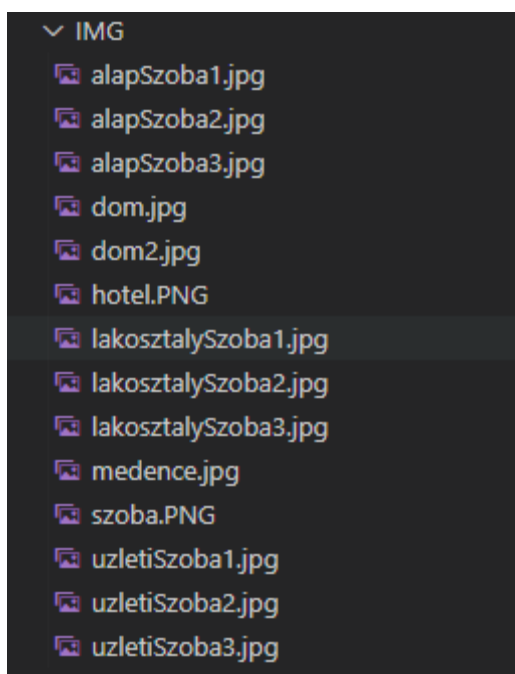 IMG
alapSzoba1.jpg
alapSzoba2.jpg
alapSzoba3.jpg
dom.jpg
dom2.jpg
hotel.PNG
lakosztalySzoba1.jpg
lakosztalySzoba2.jpg
lakosztalySzoba3.jpg
medence.jpg
szoba.PNG
uzletiSzoba1.jpg
uzletiSzoba2.jpg
uzletiSzoba3.jpg